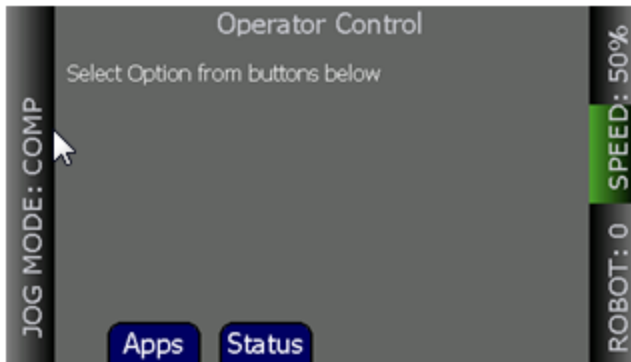 Operator Control
Select Option from buttons below
JOG MODE: COMP
SPEED: 50%
ROBOT: 0
Apps
Status